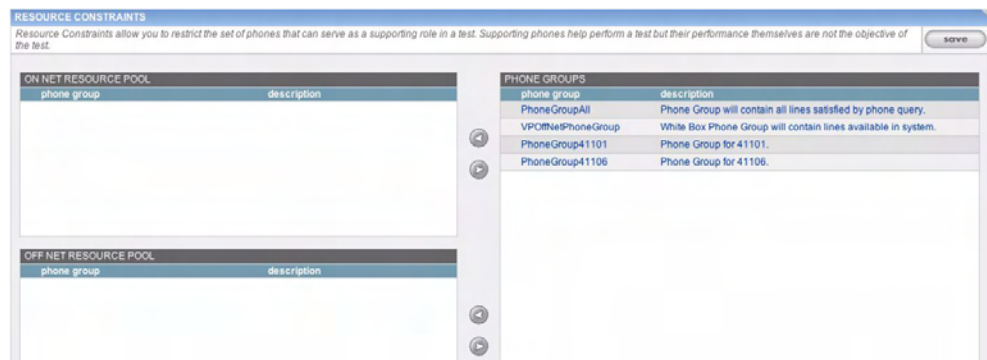 RESOURCE CONSTRAINTS
Resource Constraints allow you to restrict the set of phones that can serve as a supporting role in a test. Supporting phones help perform a test but their performance themselves are not the objective of
the test.
save
ON NET RESOURCE POOL
phone group description
PHONE GROUPS
phone group description
PhoneGroupAll Phone Group will contain all lines satisfied by phone query.
VPOffNetPhoneGroup White Box Phone Group will contain lines available in system.
PhoneGroup41101 Phone Group for 41101.
PhoneGroup41106 Phone Group for 41106.
OFF NET RESOURCE POOL
phone group description